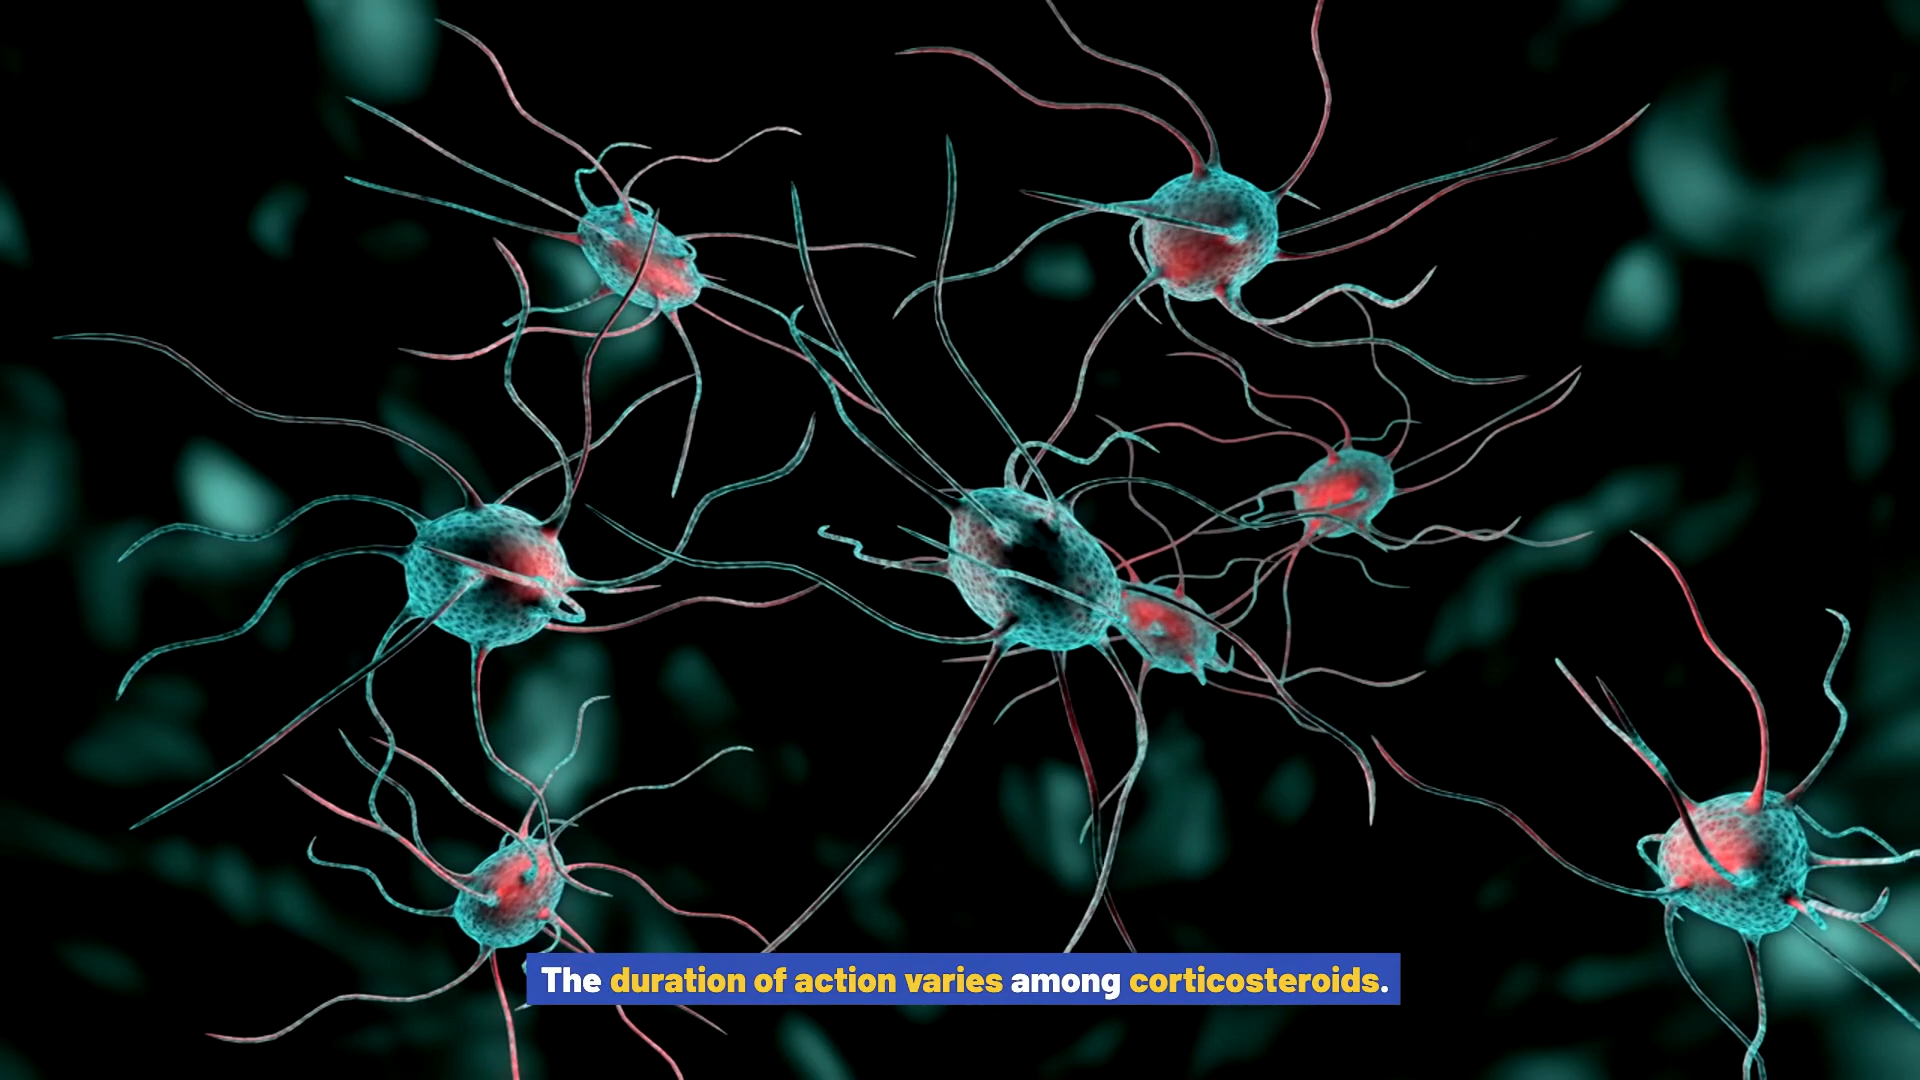 The duration of action varies among corticosteroids.